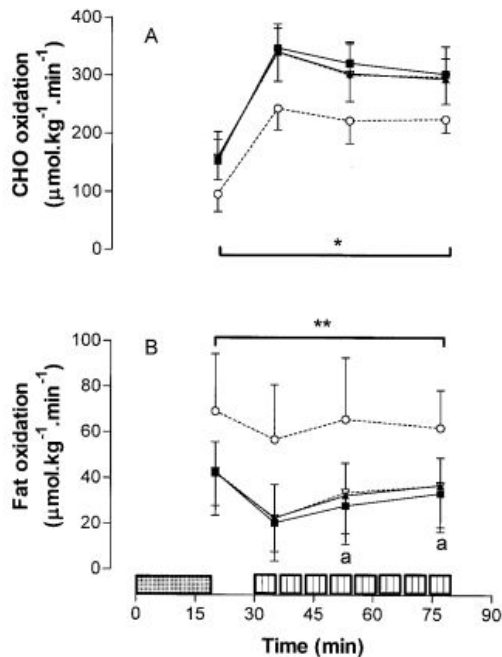 A
CHO oxidation
(μmol.kg⁻¹.min⁻¹)
400
300
200
100
0
*
**
B
Fat oxidation
(μmol.kg⁻¹.min⁻¹)
100
80
60
40
20
0
a
a
0 15 30 45 60 75 90
Time (min)